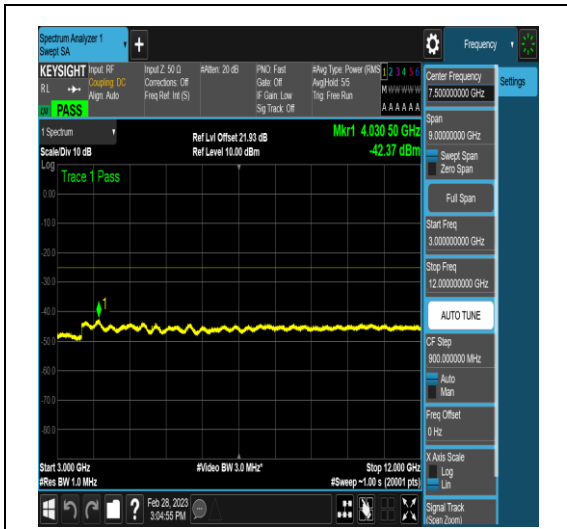 Spectrum Analyzer 1
Swept SA
Frequency
KEYSIGHT
RL
PASS
Input: RF
Coupling: DC
Align: Auto
Input Z: 50 Ω
Corrections: Off
Freq Ref: Int (S)
#Atten: 20 dB
PNO: Fast
Gate: Off
IF Gain: Low
Sig Track: Off
#Avg Type: Power (RMS
Avg|Hold: 5/5
Trig: Free Run
1 2 3 4 5 6
M W W W W W
A A A A A A
1 Spectrum
Scale/Div 10 dB
Ref Lvl Offset 21.93 dB
Ref Level 10.00 dBm
Mkr1 4.030 50 GHz
-42.37 dBm
Log
Trace 1 Pass
0.00
-10.0
-20.0
-30.0
-40.0
-50.0
-60.0
-70.0
-80.0
1
Start 3.000 GHz
#Res BW 1.0 MHz
#Video BW 3.0 MHz*
Stop 12.000 GHz
#Sweep ~1.00 s (20001 pts)
Feb 28, 2023
3:04:55 PM
Settings
Center Frequency
7.500000000 GHz
Span
9.00000000 GHz
Swept Span
Zero Span
Full Span
Start Freq
3.000000000 GHz
Stop Freq
12.000000000 GHz
AUTO TUNE
CF Step
900.000000 MHz
Auto
Man
Freq Offset
0 Hz
X Axis Scale
Log
Lin
Signal Track
(Span Zoom)